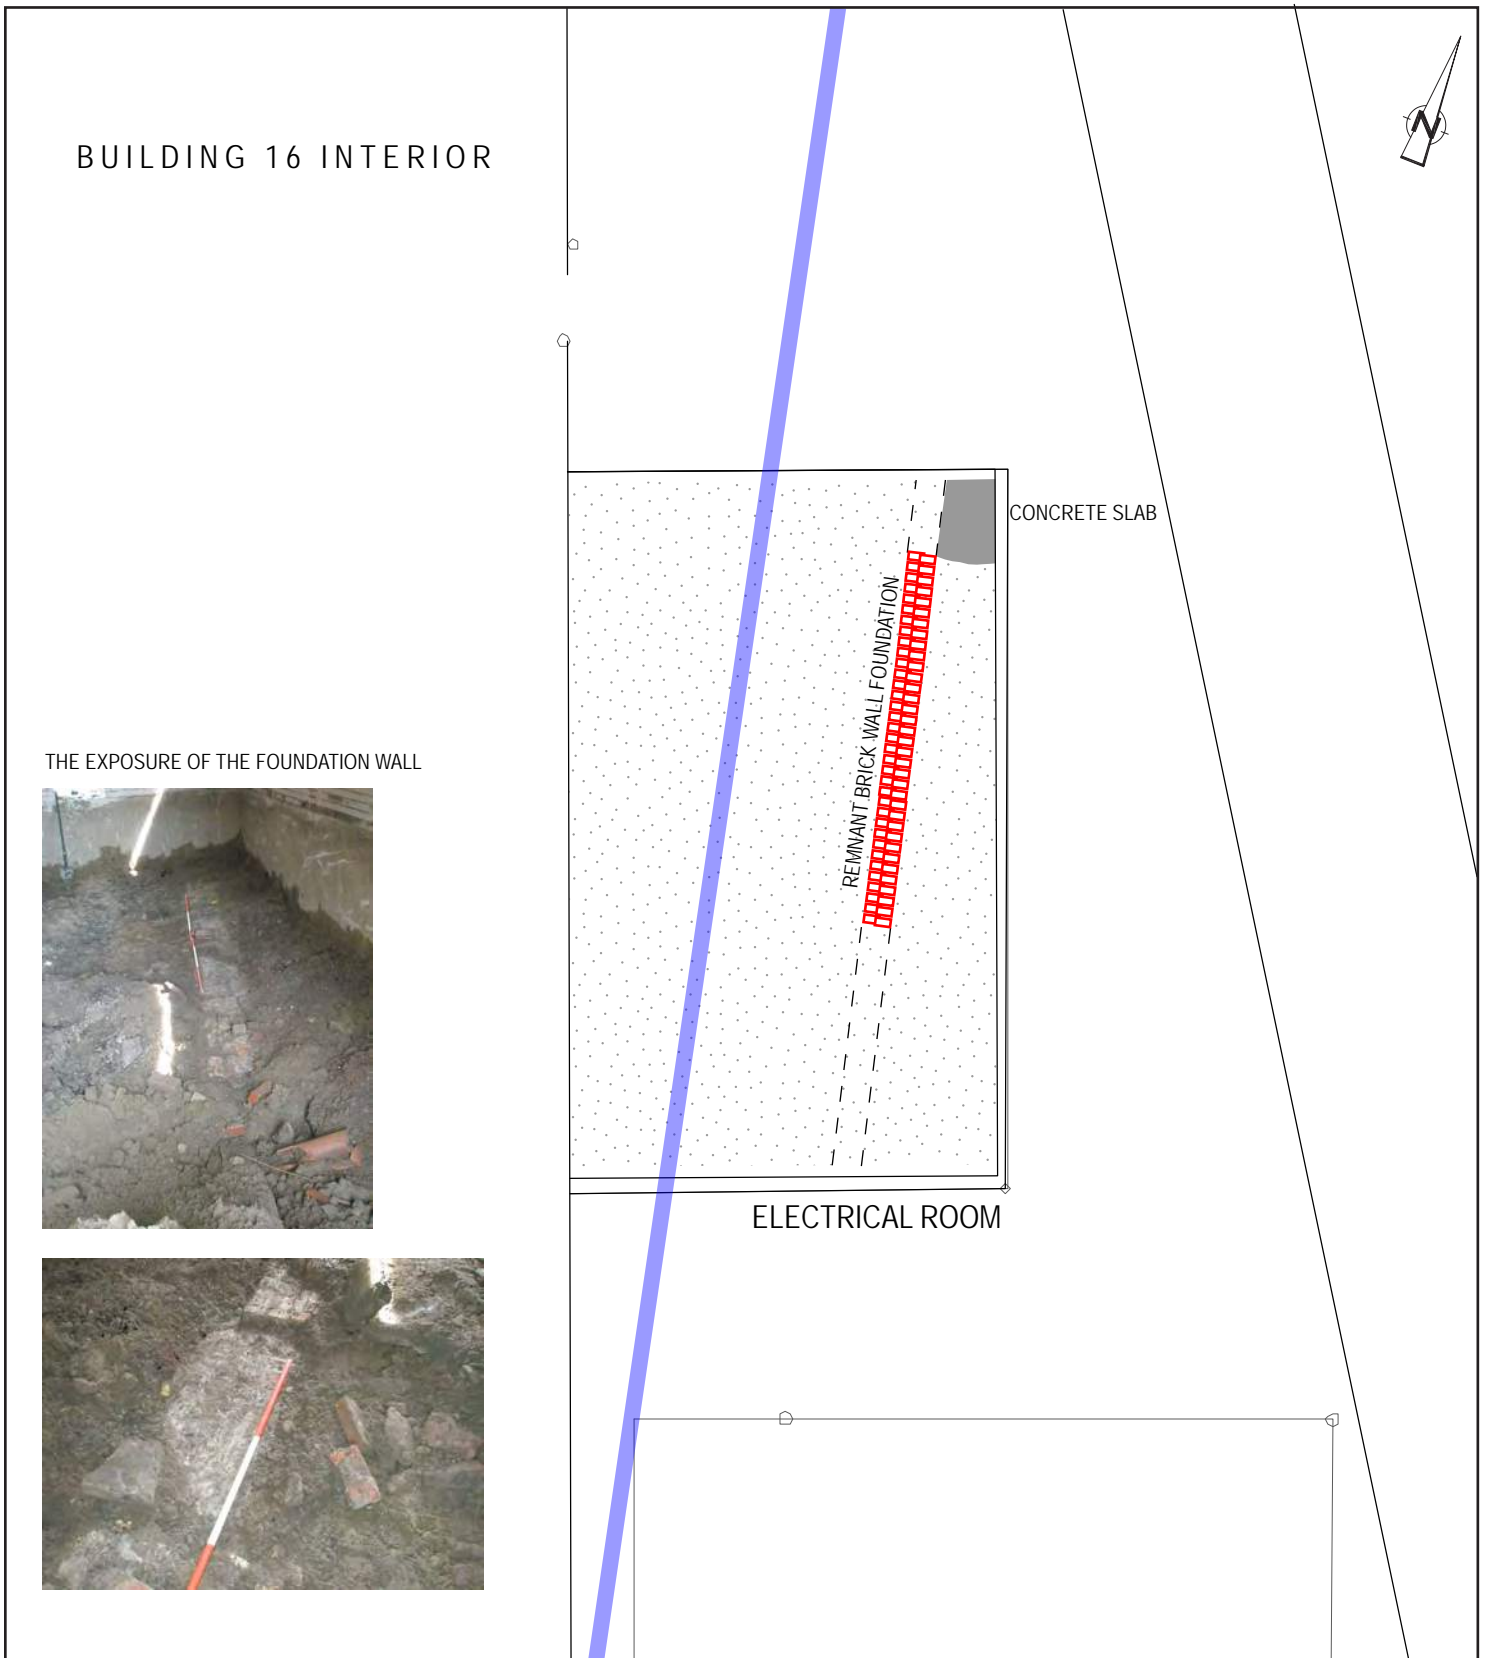 BUILDING 16 INTERIOR
N
CONCRETE SLAB
REMNANT BRICK WALL FOUNDATION
THE EXPOSURE OF THE FOUNDATION WALL
ELECTRICAL ROOM